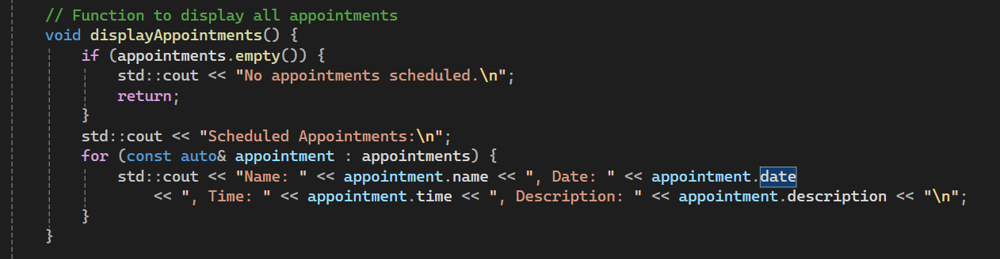 // Function to display all appointments
void displayAppointments() {
if (appointments.empty()) {
std::cout << "No appointments scheduled.\n";
return;
}
std::cout << "Scheduled Appointments:\n";
for (const auto& appointment : appointments) {
std::cout << "Name: " << appointment.name << ", Date: " << appointment.date
<< ", Time: " << appointment.time << ", Description: " << appointment.description << "\n";
}
}